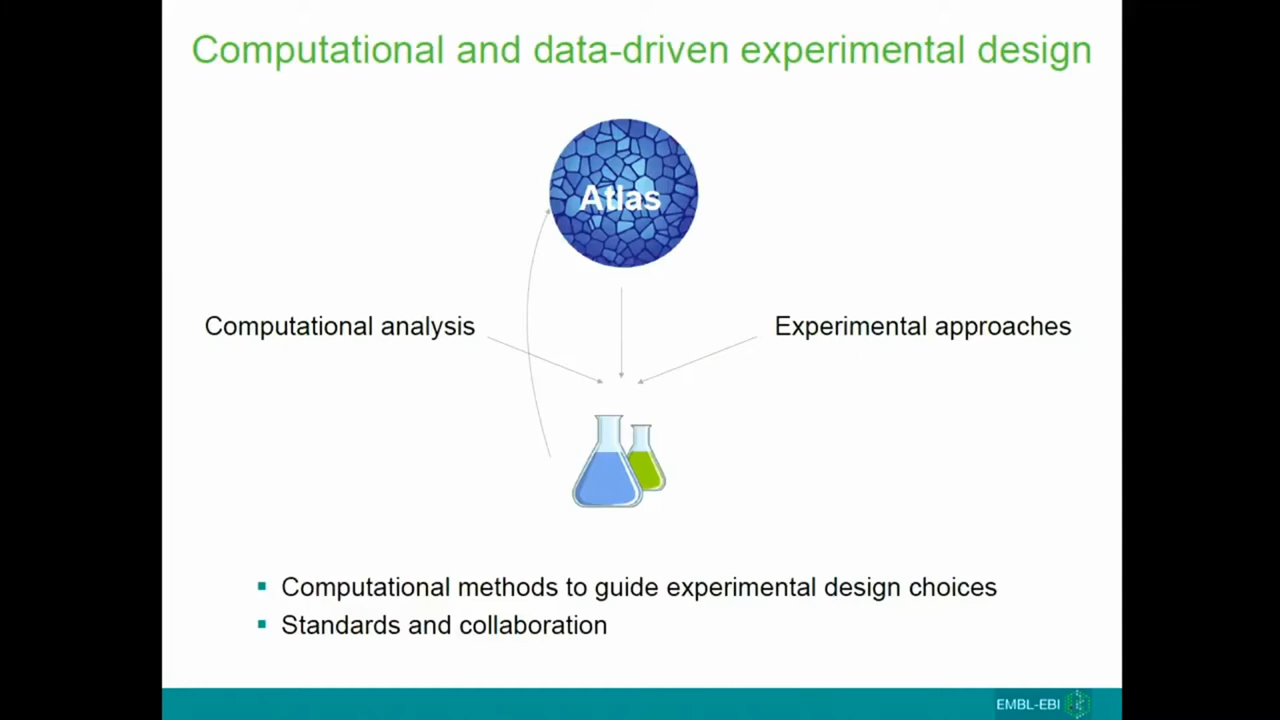 Computational and data-driven experimental design
Atlas
Computational analysis
Experimental approaches
Computational methods to guide experimental design choices
Standards and collaboration
EMBL-EBI